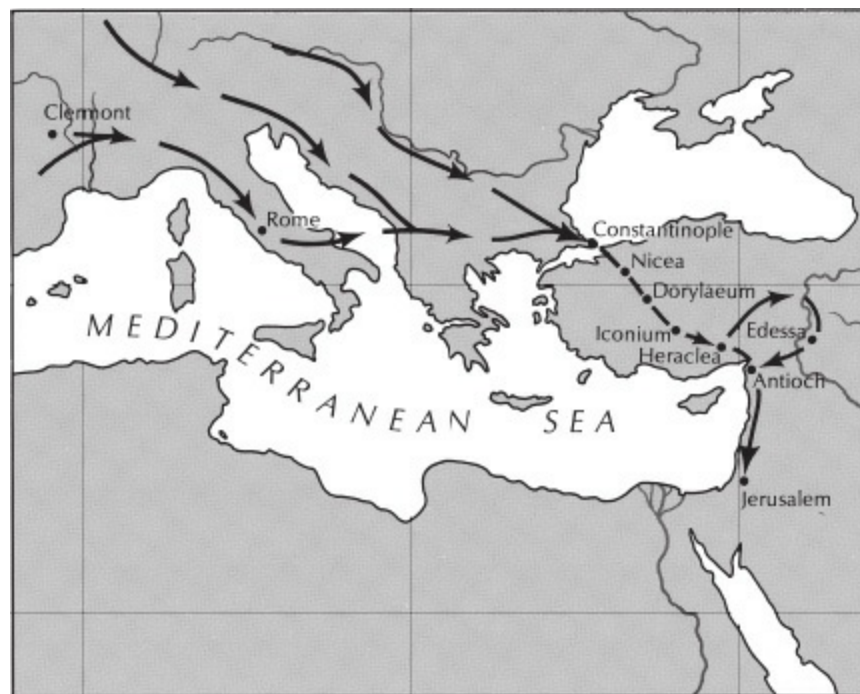 Clermont
Rome
Constantinople
Nicea
Dorylaeum
Iconium
Edessa
Heraclea
Antioch
MEDITERRANEAN SEA
Jerusalem